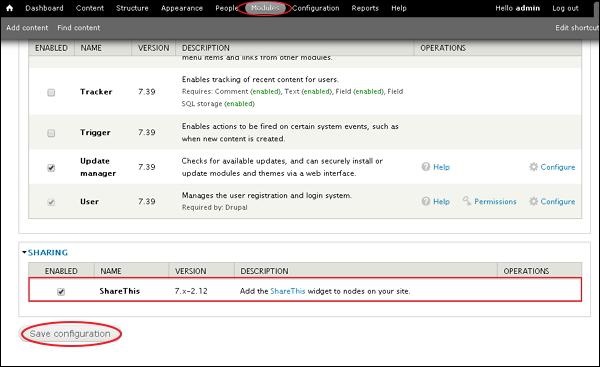 Dashboard Content Structure Appearance People Modules Configuration Reports Help Hello admin Log out
Add content Find content Edit shortcut
ENABLED NAME VERSION DESCRIPTION OPERATIONS
menu items and links from other modules.
Tracker 7.39 Enables tracking of recent content for users.
Requires: Comment (enabled), Text (enabled), Field (enabled), Field
SQL storage (enabled)
Trigger 7.39 Enables actions to be fired on certain system events, such as
when new content is created.
Update
manager 7.39 Checks for available updates, and can securely install or
update modules and themes via a web interface. Help Configure
User 7.39 Manages the user registration and login system.
Required by: Drupal Help Permissions Configure
SHARING
ENABLED NAME VERSION DESCRIPTION OPERATIONS
ShareThis 7.x-2.12 Add the ShareThis widget to nodes on your site.
Save configuration